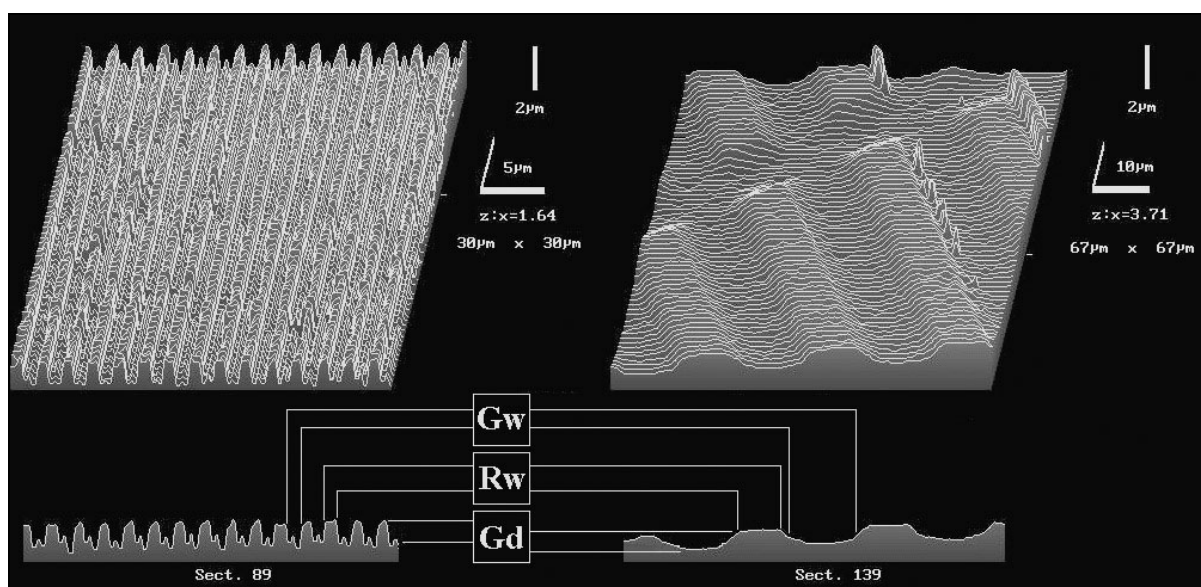 2µm
5µm
z:x=1.64
30µm x 30µm
2µm
10µm
z:x=3.71
67µm x 67µm
Gw
Rw
Gd
Sect. 89
Sect. 139